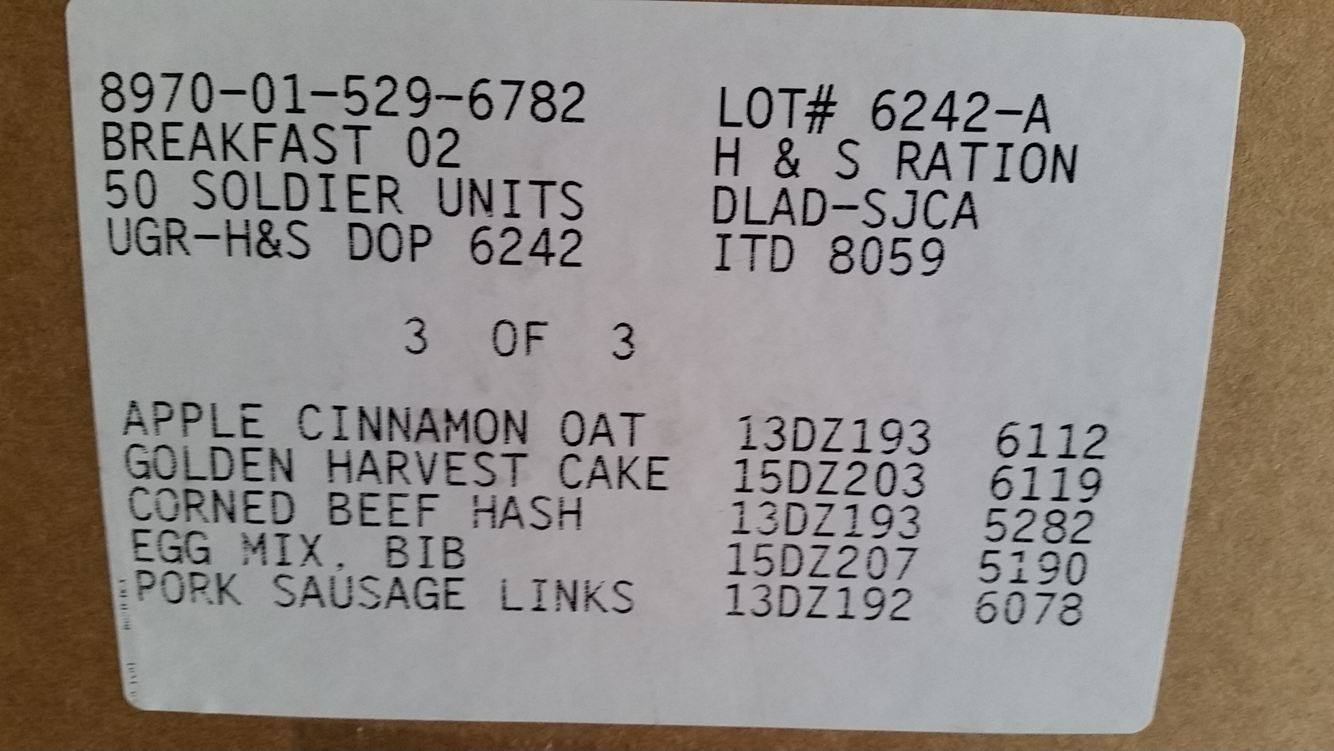 8970-01-529-6782 LOT# 6242-A
BREAKFAST 02 H & S RATION
50 SOLDIER UNITS DLAD-SJCA
UGR-H&S DOP 6242 ITD 8059
3 OF 3
APPLE CINNAMON OAT 13DZ193 6112
GOLDEN HARVEST CAKE 15DZ203 6119
CORNED BEEF HASH 13DZ193 5282
EGG MIX, BIB 15DZ207 5190
PORK SAUSAGE LINKS 13DZ192 6078